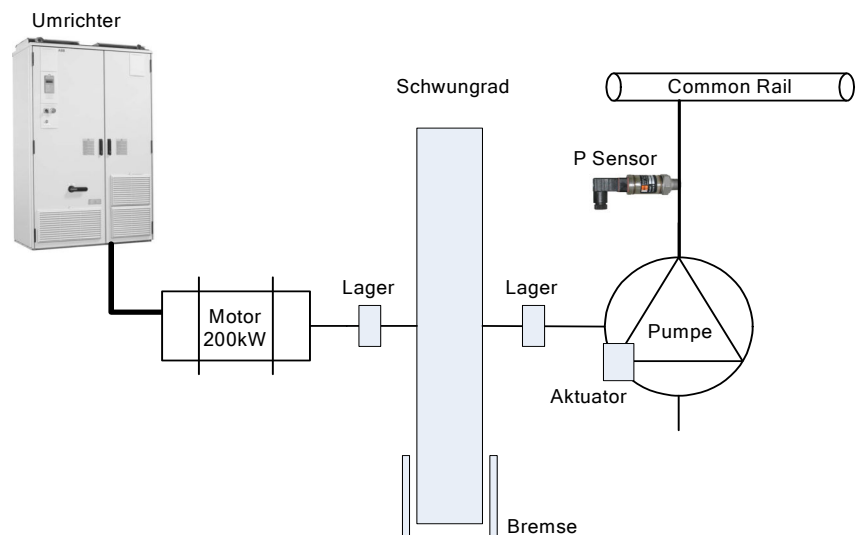 Umrichter
Schwungrad
Common Rail
P Sensor
Lager
Lager
Motor
200kW
Pumpe
Aktuator
Bremse